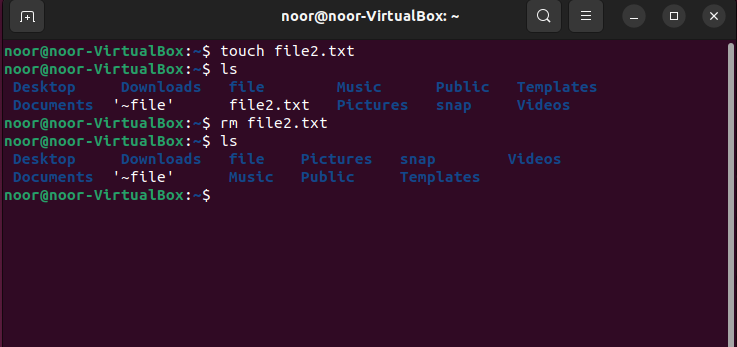 noor@noor-VirtualBox: ~
noor@noor-VirtualBox:~$ touch file2.txt
noor@noor-VirtualBox:~$ ls
 Desktop     Downloads   file        Music      Public   Templates
 Documents  '~file'      file2.txt   Pictures   snap     Videos
noor@noor-VirtualBox:~$ rm file2.txt
noor@noor-VirtualBox:~$ ls
 Desktop     Downloads   file    Pictures   snap        Videos
 Documents  '~file'      Music   Public     Templates
noor@noor-VirtualBox:~$